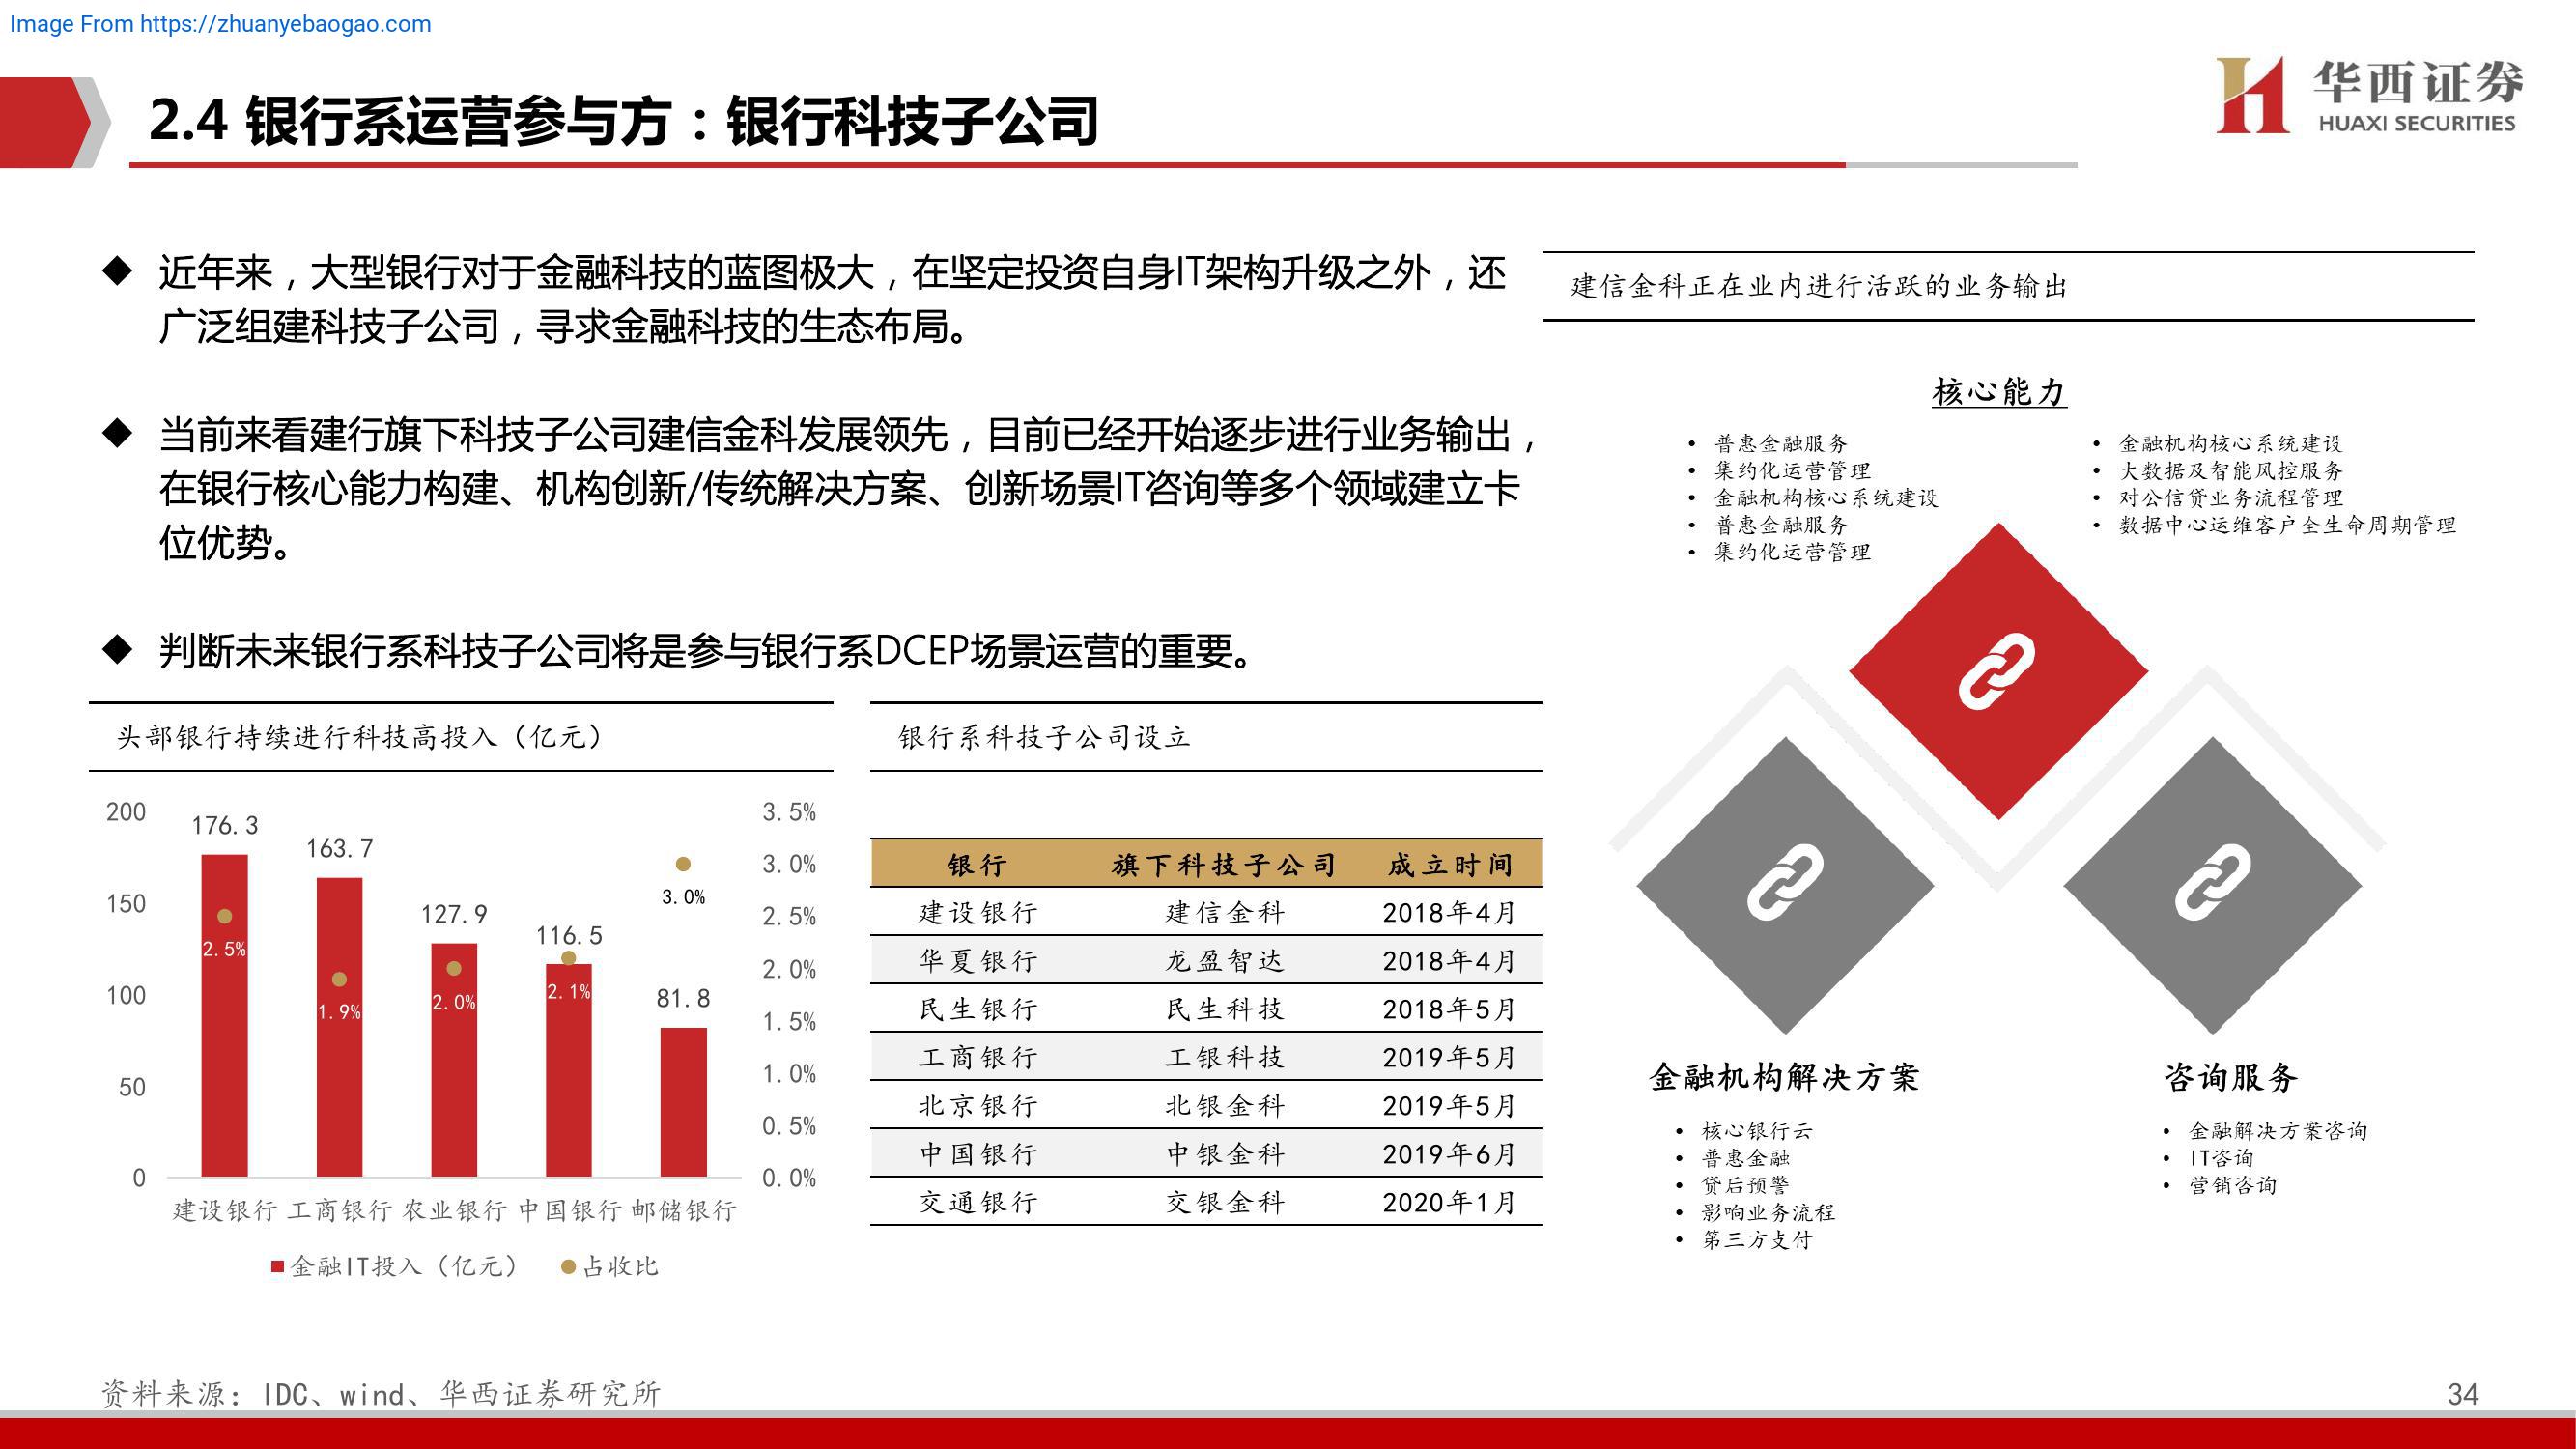 Image From https://zhuanyebaogao.com
2.4 银行系运营参与方：银行科技子公司
华西证券
HUAXI SECURITIES
◆ 近年来，大型银行对于金融科技的蓝图极大，在坚定投资自身IT架构升级之外，还
广泛组建科技子公司，寻求金融科技的生态布局。
◆ 当前来看建行旗下科技子公司建信金科发展领先，目前已经开始逐步进行业务输出，
在银行核心能力构建、机构创新/传统解决方案、创新场景IT咨询等多个领域建立卡
位优势。
◆ 判断未来银行系科技子公司将是参与银行系DCEP场景运营的重要。
头部银行持续进行科技高投入（亿元）
200
150
100
50
0
176.3
163.7
127.9
116.5
81.8
2.5%
1.9%
2.0%
2.1%
3.0%
3.5%
3.0%
2.5%
2.0%
1.5%
1.0%
0.5%
0.0%
建设银行 工商银行 农业银行 中国银行 邮储银行
金融IT投入（亿元） 占收比
银行系科技子公司设立
银行 旗下科技子公司 成立时间
建设银行 建信金科 2018年4月
华夏银行 龙盈智达 2018年4月
民生银行 民生科技 2018年5月
工商银行 工银科技 2019年5月
北京银行 北银金科 2019年5月
中国银行 中银金科 2019年6月
交通银行 交银金科 2020年1月
建信金科正在业内进行活跃的业务输出
核心能力
• 普惠金融服务
• 集约化运营管理
• 金融机构核心系统建设
• 普惠金融服务
• 集约化运营管理
• 金融机构核心系统建设
• 大数据及智能风控服务
• 对公信贷业务流程管理
• 数据中心运维客户全生命周期管理
金融机构解决方案
• 核心银行云
• 普惠金融
• 贷后预警
• 影响业务流程
• 第三方支付
咨询服务
• 金融解决方案咨询
• IT咨询
• 营销咨询
资料来源：IDC、wind、华西证券研究所
34